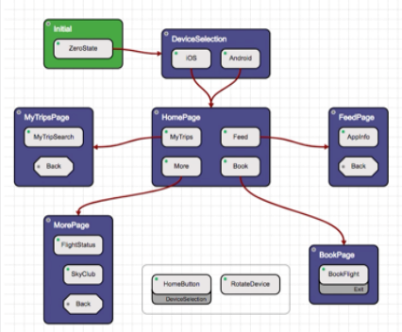 Initial
ZeroState
DeviceSelection
iOS
Android
MyTripsPage
MyTripSearch
Back
HomePage
MyTrips
Feed
More
Book
FeedPage
AppInfo
Back
MorePage
FlightStatus
SkyClub
Back
HomeButton
DeviceSelection
RotateDevice
BookPage
BookFlight
Exit